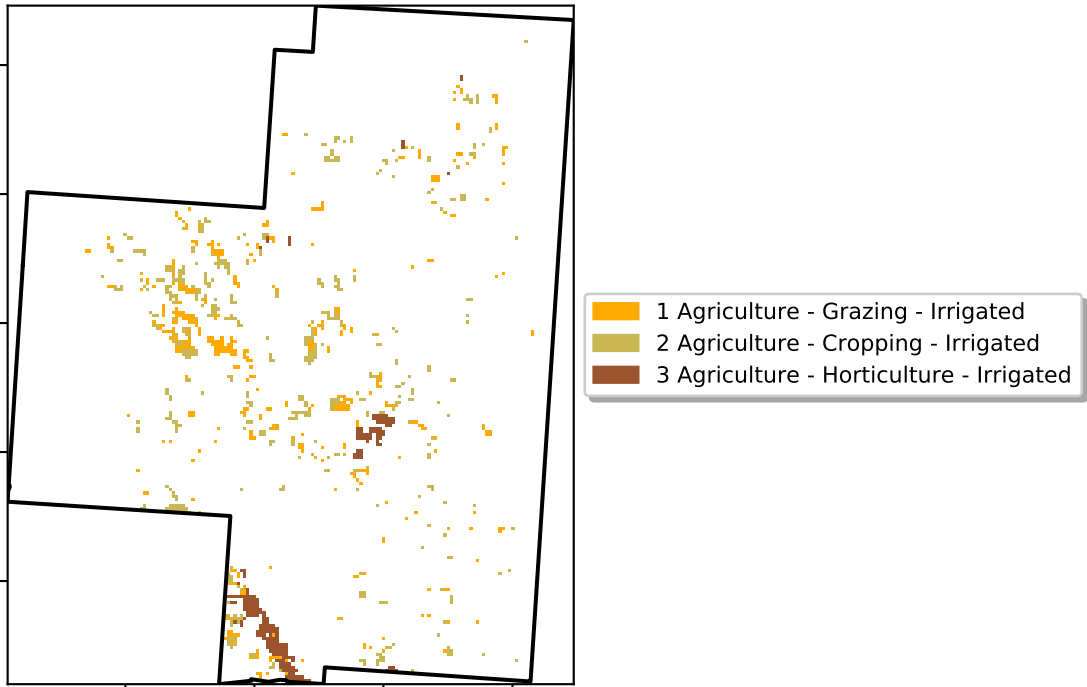 1 Agriculture - Grazing - Irrigated
2 Agriculture - Cropping - Irrigated
3 Agriculture - Horticulture - Irrigated